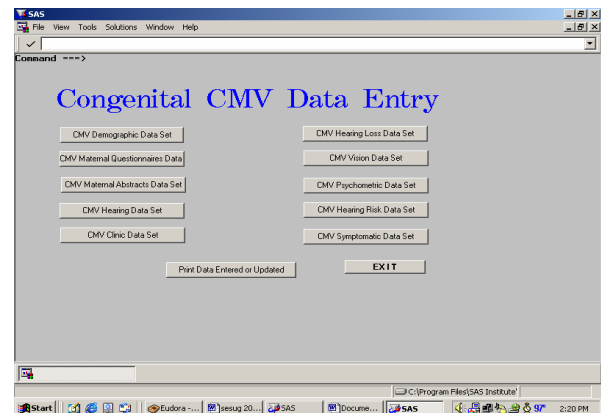 SAS
File View Tools Solutions Window Help
Command ===>
Congenital CMV Data Entry
CMV Demographic Data Set
CMV Hearing Loss Data Set
CMV Maternal Questionnaires Data
CMV Vision Data Set
CMV Maternal Abstracts Data Set
CMV Psychometric Data Set
CMV Hearing Data Set
CMV Hearing Risk Data Set
CMV Clinic Data Set
CMV Symptomatic Data Set
Print Data Entered or Updated
EXIT
C:\Program Files\SAS Institute'
Start
Eudora -...
sesug 20...
SAS
Docume...
SAS
97°
2:20 PM